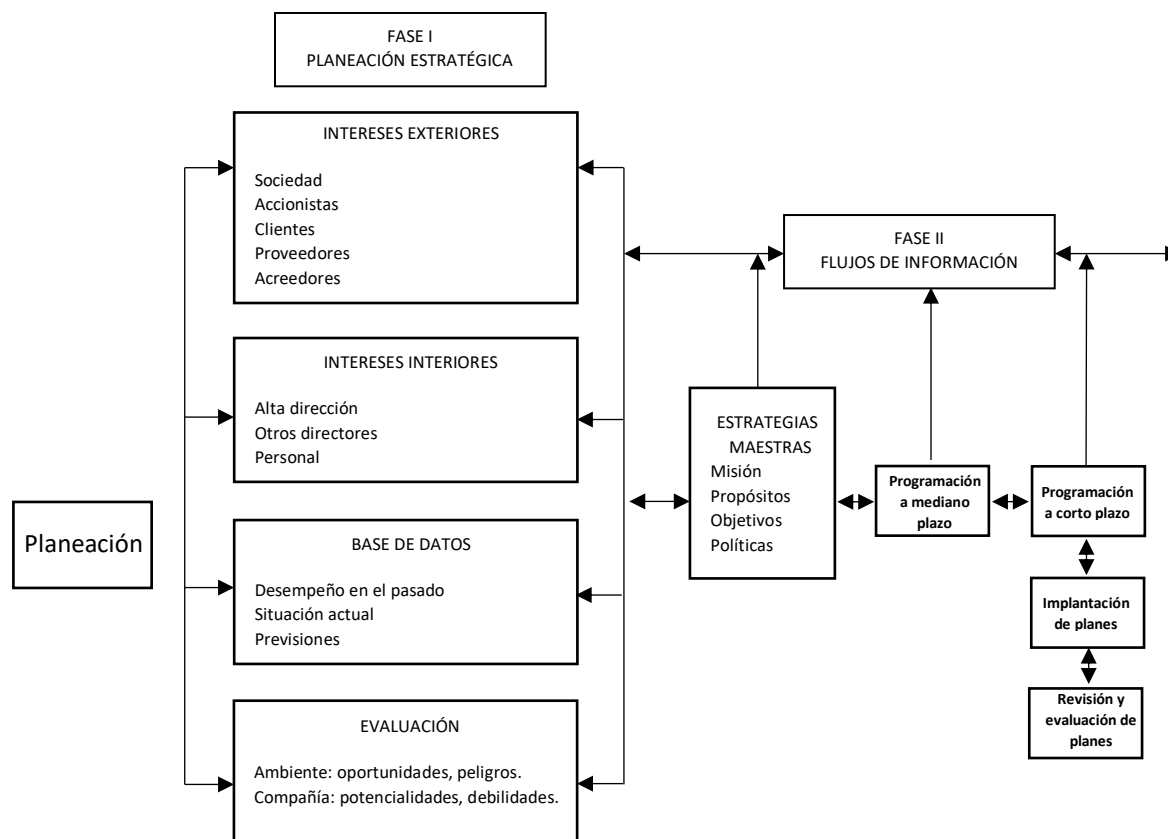 FASE I
PLANEACIÓN ESTRATÉGICA
INTERESES EXTERIORES
Sociedad
Accionistas
Clientes
Proveedores
Acreedores
INTERESES INTERIORES
Alta dirección
Otros directores
Personal
Planeación
BASE DE DATOS
Desempeño en el pasado
Situación actual
Previsiones
EVALUACIÓN
Ambiente: oportunidades, peligros.
Compañía: potencialidades, debilidades.
FASE II
FLUJOS DE INFORMACIÓN
ESTRATEGIAS
MAESTRAS
Misión
Propósitos
Objetivos
Políticas
Programación
a mediano
plazo
Programación
a corto plazo
Implantación
de planes
Revisión y
evaluación de
planes